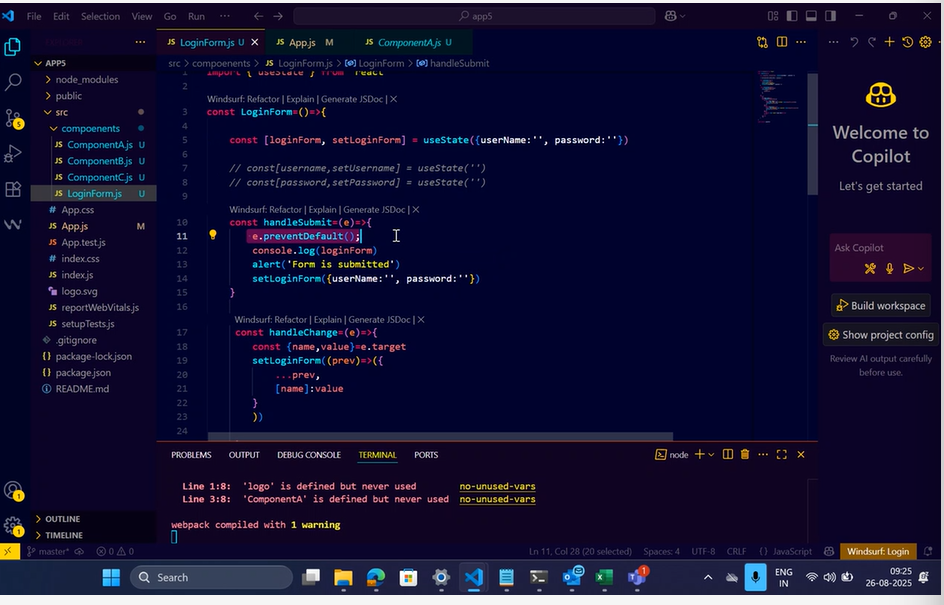 File Edit Selection View Go Run ··· app5
LoginForm.js U App.js M ComponentA.js U
src > compoenents > JS LoginForm.js > LoginForm > handleSubmit
APP5
node_modules
public
src
compoenents
JS ComponentA.js U
JS ComponentB.js U
JS ComponentC.js U
JS LoginForm.js U
# App.css
JS App.js M
JS App.test.js
# index.css
JS index.js
logo.svg
JS reportWebVitals.js
JS setupTests.js
.gitignore
{} package-lock.json
{} package.json
README.md
OUTLINE
TIMELINE
1 import { useState } from 'react'
2
Windsurf: Refactor | Explain | Generate JSDoc | X
3 const LoginForm=()=>{
4
5 const [loginForm, setLoginForm] = useState({userName:'', password:''})
6
7 // const[username,setUsername] = useState('')
8 // const[password,setPassword] = useState('')
9
Windsurf: Refactor | Explain | Generate JSDoc | X
10 const handleSubmit=(e)=>{
11 e.preventDefault();
12 console.log(loginForm)
13 alert('Form is submitted')
14 setLoginForm({userName:'', password:''})
15 }
16
Windsurf: Refactor | Explain | Generate JSDoc | X
17 const handleChange=(e)=>{
18 const {name,value}=e.target
19 setLoginForm((prev)=>({
20 ...prev,
21 [name]:value
22 }
23 ))
24
PROBLEMS OUTPUT DEBUG CONSOLE TERMINAL PORTS node
Line 1:8: 'logo' is defined but never used no-unused-vars
Line 3:8: 'ComponentA' is defined but never used no-unused-vars
webpack compiled with 1 warning
Welcome to
Copilot
Let's get started
Ask Copilot
Build workspace
Show project config
Review AI output carefully
before use.
master* 0 0 Ln 11, Col 28 (20 selected) Spaces: 4 UTF-8 CRLF {} JavaScript Windsurf: Login
Search
ENG
IN
09:25
26-08-2025